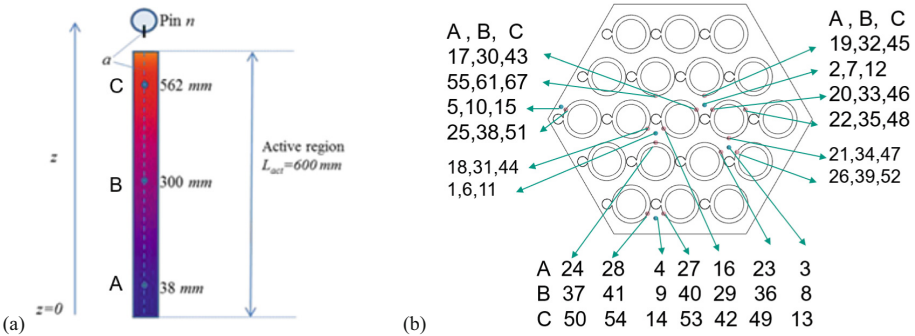 Pin n
a
C
562 mm
z
Active region
L_act=600 mm
B
300 mm
A
38 mm
z=0
(a)
A , B, C
17,30,43
55,61,67
5,10,15
25,38,51
18,31,44
1,6,11
A, B, C
19,32,45
2,7,12
20,33,46
22,35,48
21,34,47
26,39,52
A 24 28 4 27 16 23 3
B 37 41 9 40 29 36 8
C 50 54 14 53 42 49 13
(b)